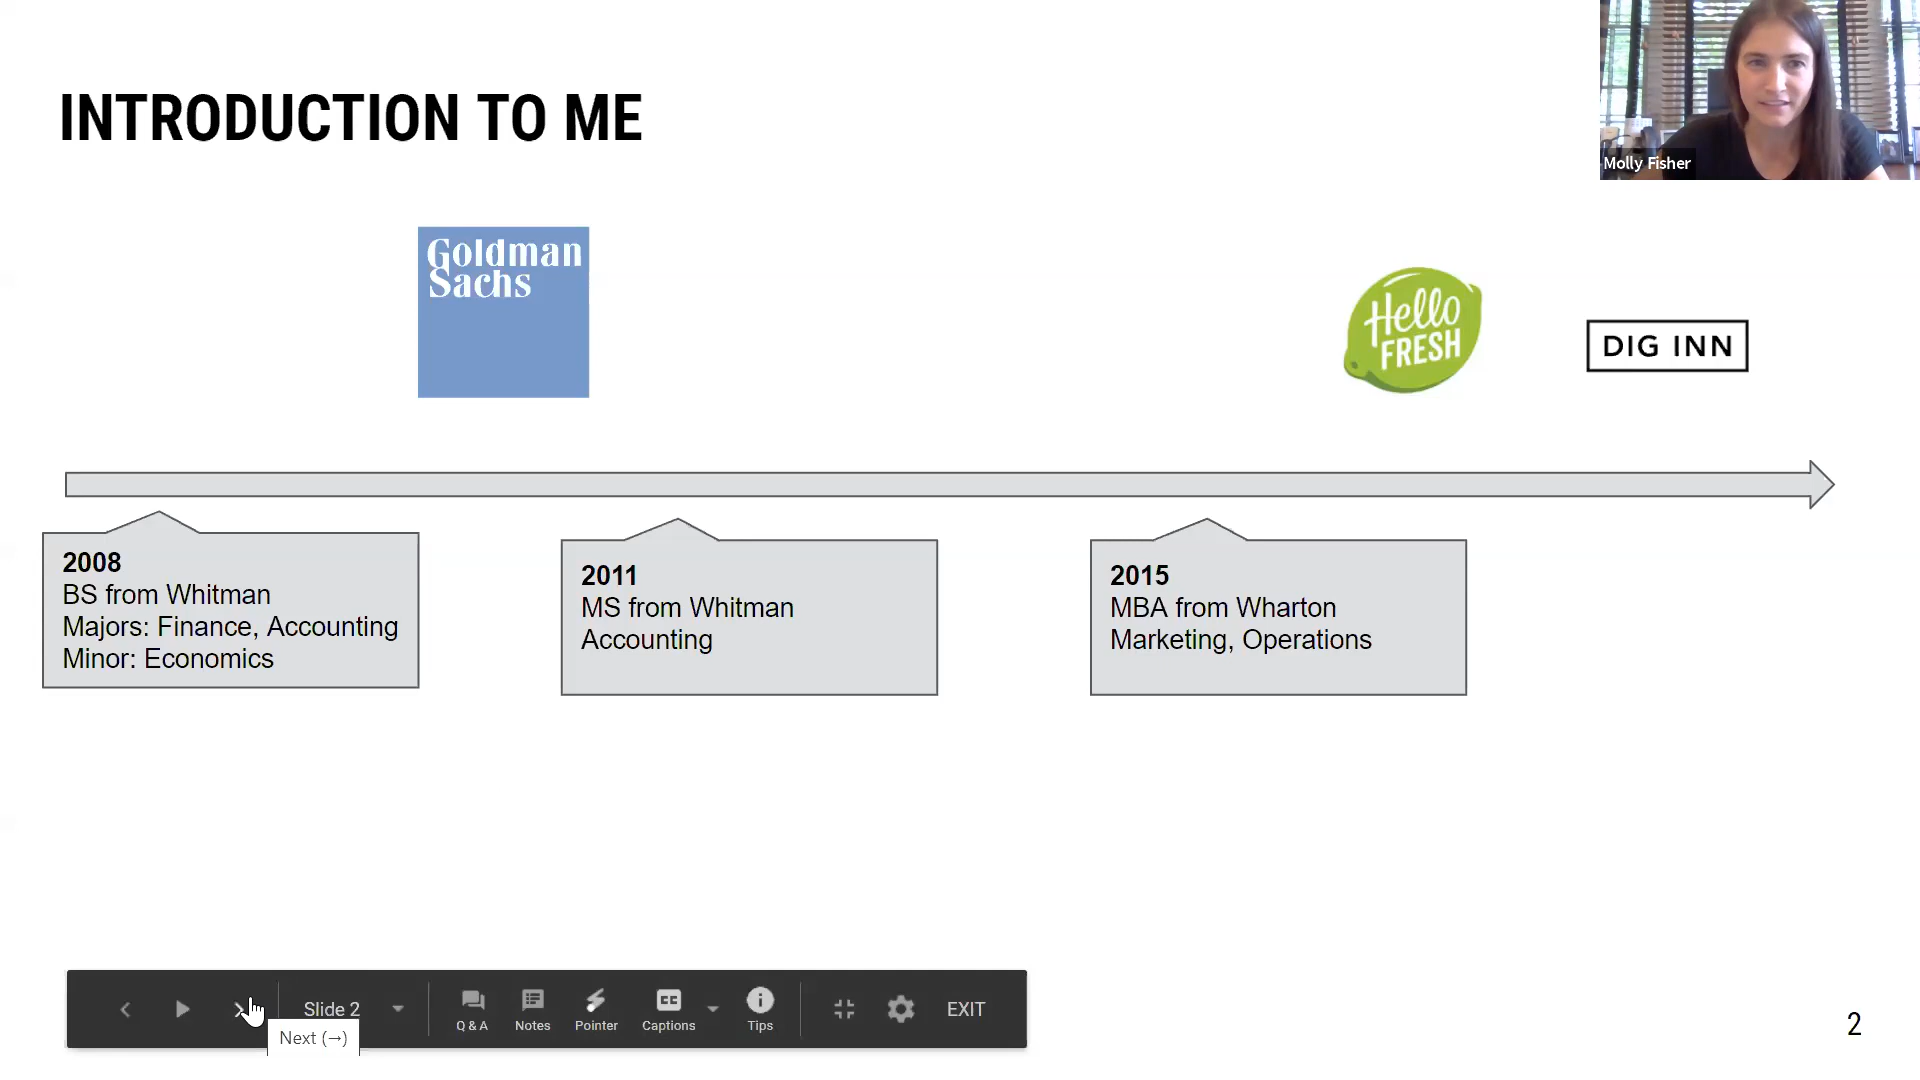 INTRODUCTION TO ME
Molly Fisher
Goldman
Sachs
Hello
FRESH
DIG INN
2008
BS from Whitman
Majors: Finance, Accounting
Minor: Economics
2011
MS from Whitman
Accounting
2015
MBA from Wharton
Marketing, Operations
Slide 2
Q & A
Notes
Pointer
CC
Captions
Tips
EXIT
Next (→)
2